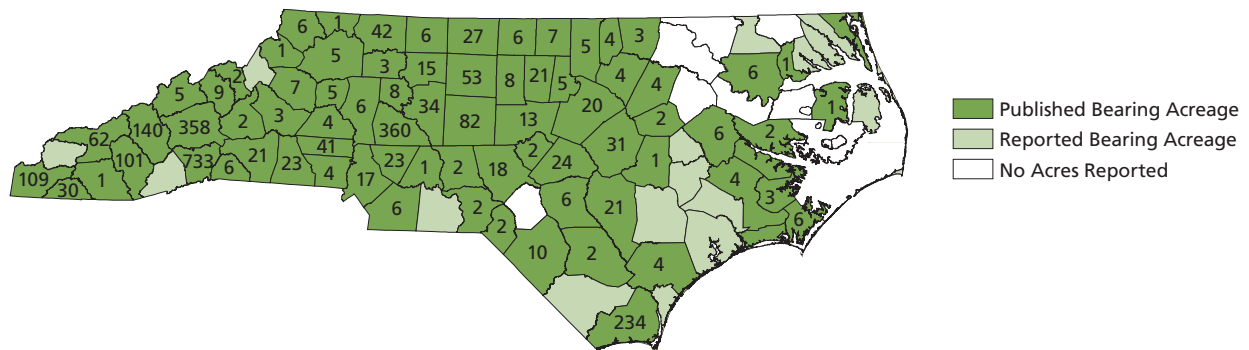 6 1 42 6 27 6 7 5 4 3
1 5 3 15 53 8 21 5 4 4 6 1
5 9 2 7 5 6 8 34 20 1
62 140 358 2 3 4 360 82 13 2 6 2
109 30 1 101 733 6 21 23 41 4 17 23 1 2 18 2 24 31 1 4 3
6 2 2 6 21 6
10 2 4
234
Published Bearing Acreage
Reported Bearing Acreage
No Acres Reported